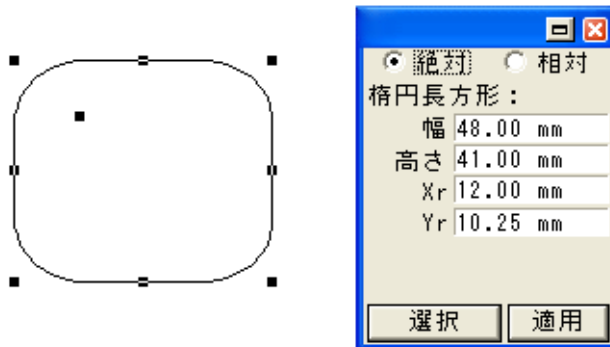 絶対 相対
楕円長方形：
幅 48.00 mm
高さ 41.00 mm
Xr 12.00 mm
Yr 10.25 mm
選択 適用